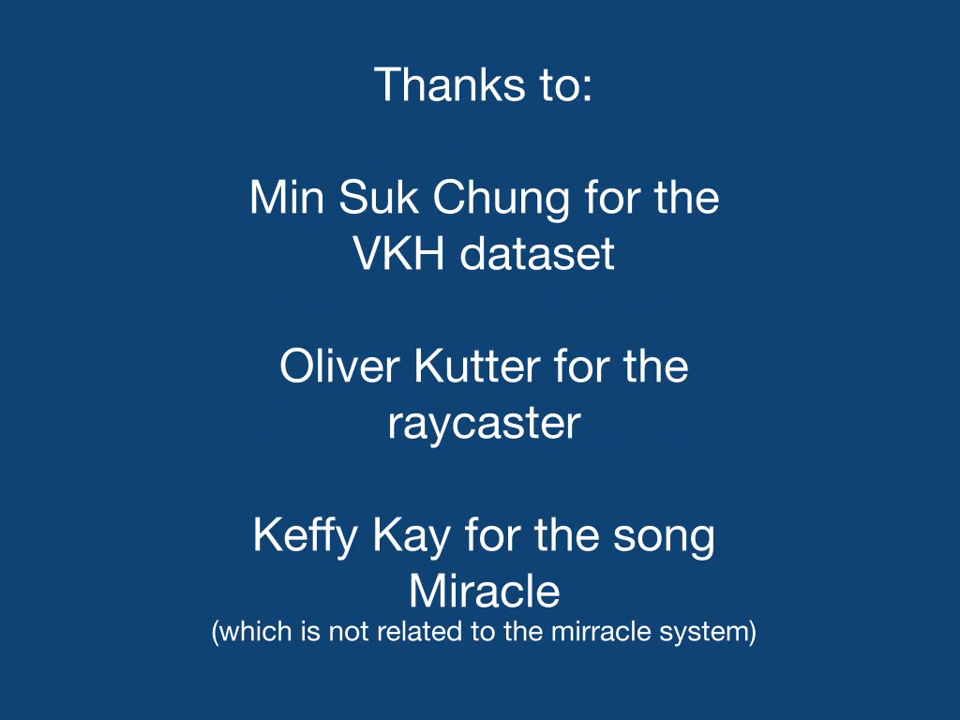 Thanks to:
Min Suk Chung for the
VKH dataset
Oliver Kutter for the
raycaster
Keffy Kay for the song
Miracle
(which is not related to the mirracle system)